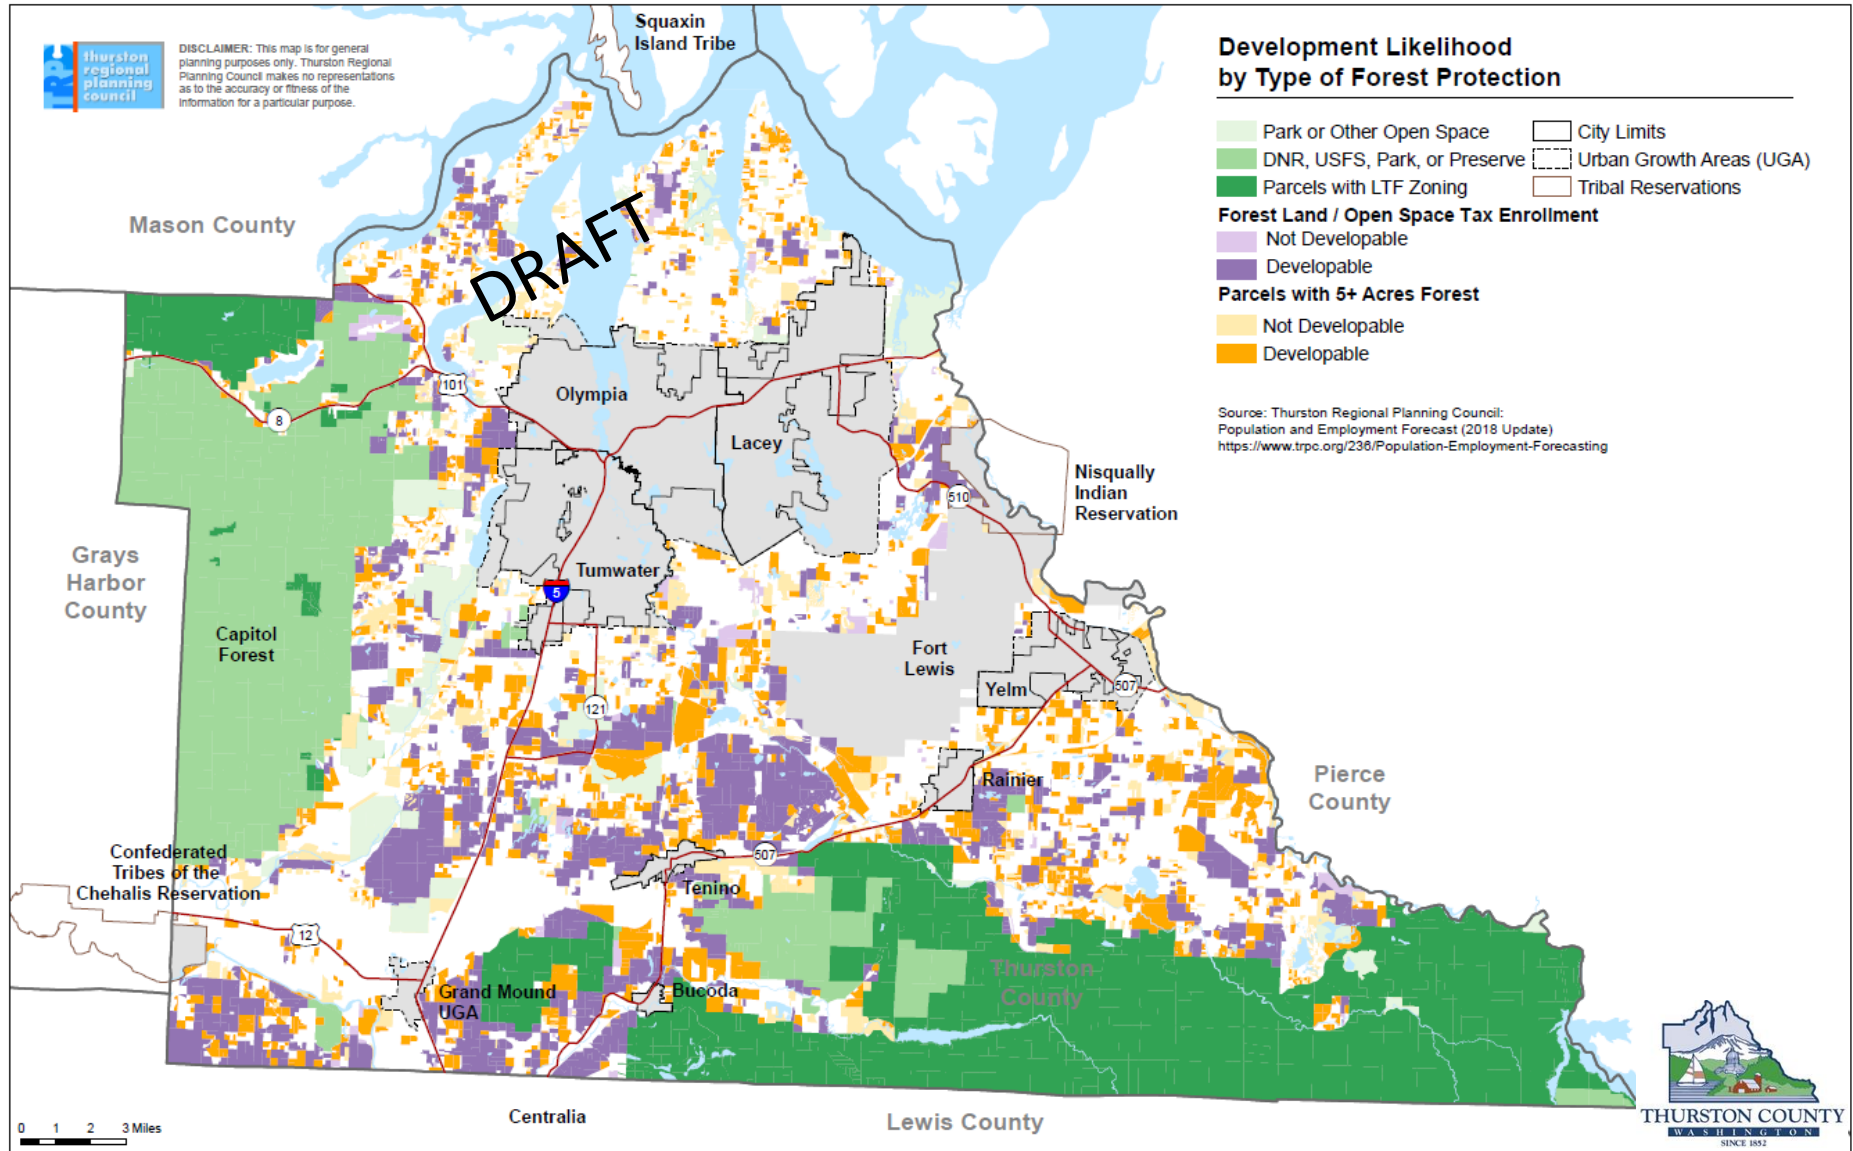 Squaxin
Island Tribe
TRPC
thurston
regional
planning
council
DISCLAIMER: This map is for general
planning purposes only. Thurston Regional
Planning Council makes no representations
as to the accuracy or fitness of the
information for a particular purpose.
Development Likelihood
by Type of Forest Protection
Park or Other Open Space
City Limits
DNR, USFS, Park, or Preserve
Urban Growth Areas (UGA)
Parcels with LTF Zoning
Tribal Reservations
Forest Land / Open Space Tax Enrollment
Not Developable
Developable
Parcels with 5+ Acres Forest
Not Developable
Developable
Source: Thurston Regional Planning Council:
Population and Employment Forecast (2018 Update)
https://www.trpc.org/236/Population-Employment-Forecasting
Mason County
DRAFT
101
Olympia
8
Lacey
Nisqually
Indian
Reservation
510
Grays
Harbor
County
Tumwater
5
Capitol
Forest
Fort
Lewis
Yelm
507
121
Rainier
Pierce
County
Confederated
Tribes of the
Chehalis Reservation
507
Tenino
12
Thurston
County
Grand Mound
UGA
Bucoda
Centralia
Lewis County
0 1 2 3 Miles
THURSTON COUNTY
WASHINGTON
SINCE 1852